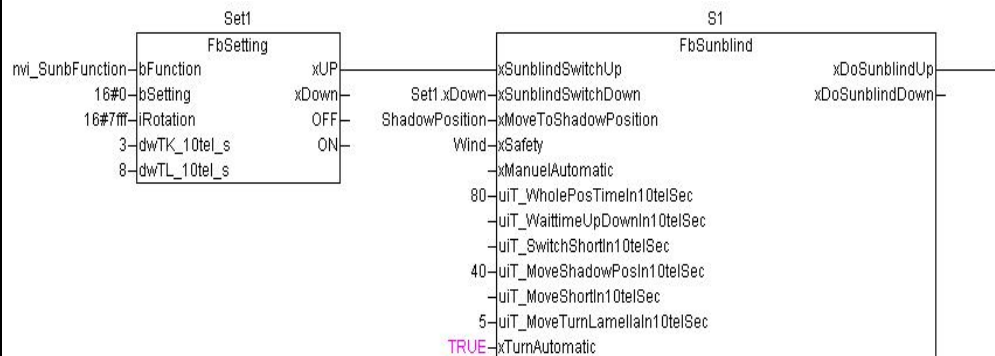 Set1
FbSetting
nvi_SunbFunction bFunction xUP
16#0 bSetting xDown
16#7fff iRotation OFF
3 dwTK_10tel_s ON
8 dwTL_10tel_s
S1
FbSunblind
xSunblindSwitchUp xDoSunblindUp
Set1.xDown xSunblindSwitchDown xDoSunblindDown
ShadowPosition xMoveToShadowPosition
Wind xSafety
xManuelAutomatic
80 uiT_WholePosTimeIn10telSec
uiT_WaittimeUpDownIn10telSec
uiT_SwitchShortIn10telSec
40 uiT_MoveShadowPosIn10telSec
uiT_MoveShortIn10telSec
5 uiT_MoveTurnLamellaIn10telSec
TRUE xTurnAutomatic